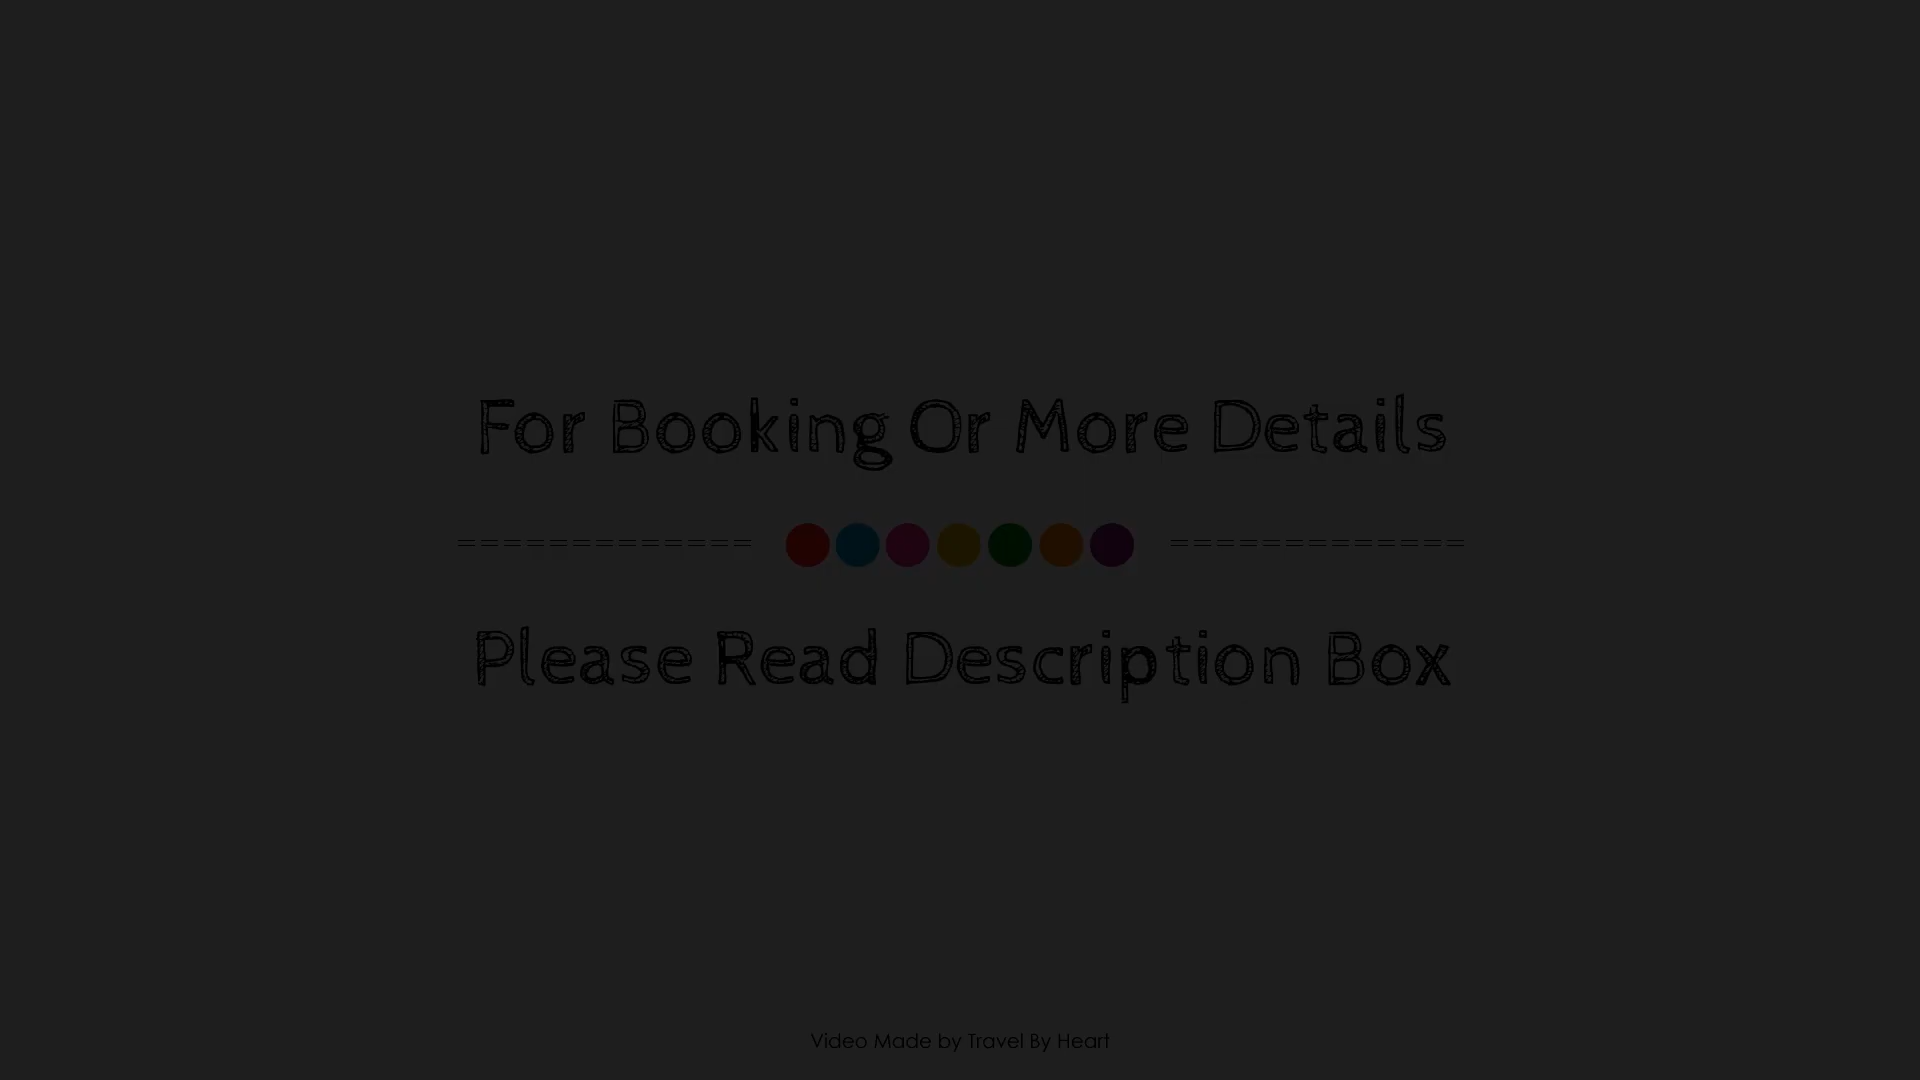 For Booking Or More Details
============= =============
Please Read Description Box
Video Made by Travel By Heart